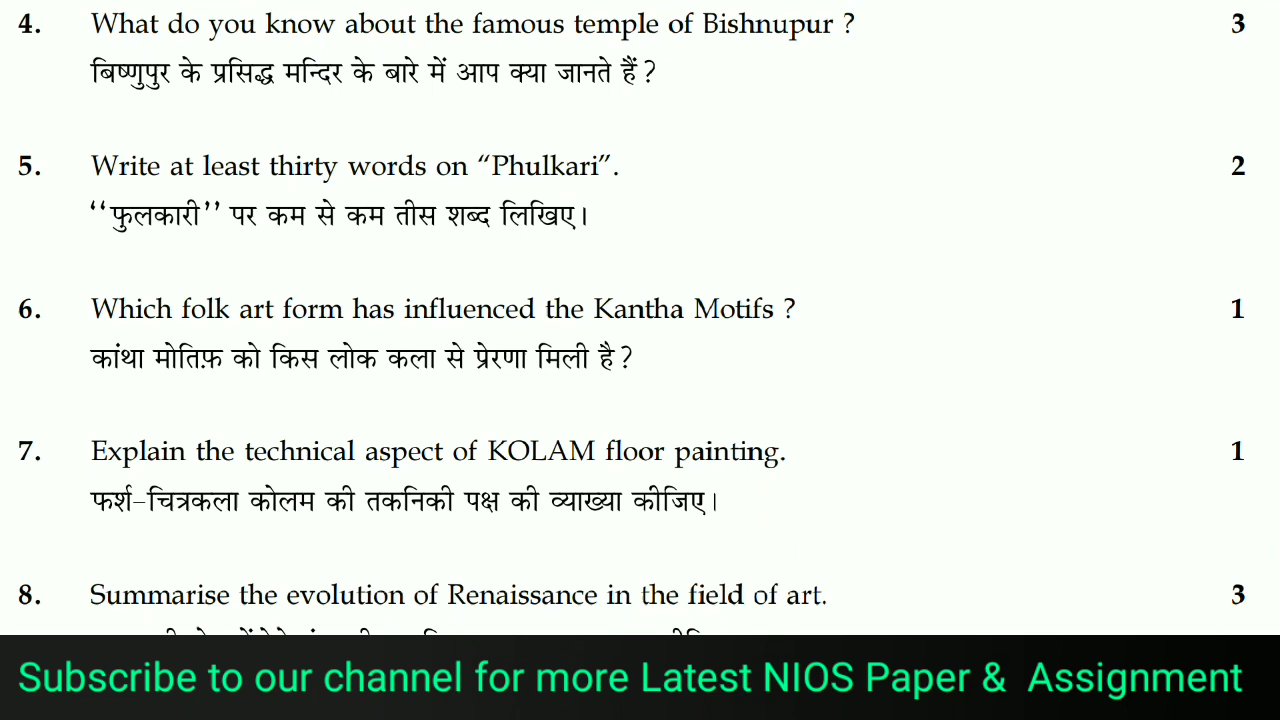 4. What do you know about the famous temple of Bishnupur ? 3
बिष्णुपुर के प्रसिद्ध मन्दिर के बारे में आप क्या जानते हैं ?
5. Write at least thirty words on “Phulkari”. 2
‘‘फुलकारी’’ पर कम से कम तीस शब्द लिखिए।
6. Which folk art form has influenced the Kantha Motifs ? 1
कांथा मोतिफ़ को किस लोक कला से प्रेरणा मिली है ?
7. Explain the technical aspect of KOLAM floor painting. 1
फर्श-चित्रकला कोलम की तकनिकी पक्ष की व्याख्या कीजिए।
8. Summarise the evolution of Renaissance in the field of art. 3
Subscribe to our channel for more Latest NIOS Paper & Assignment